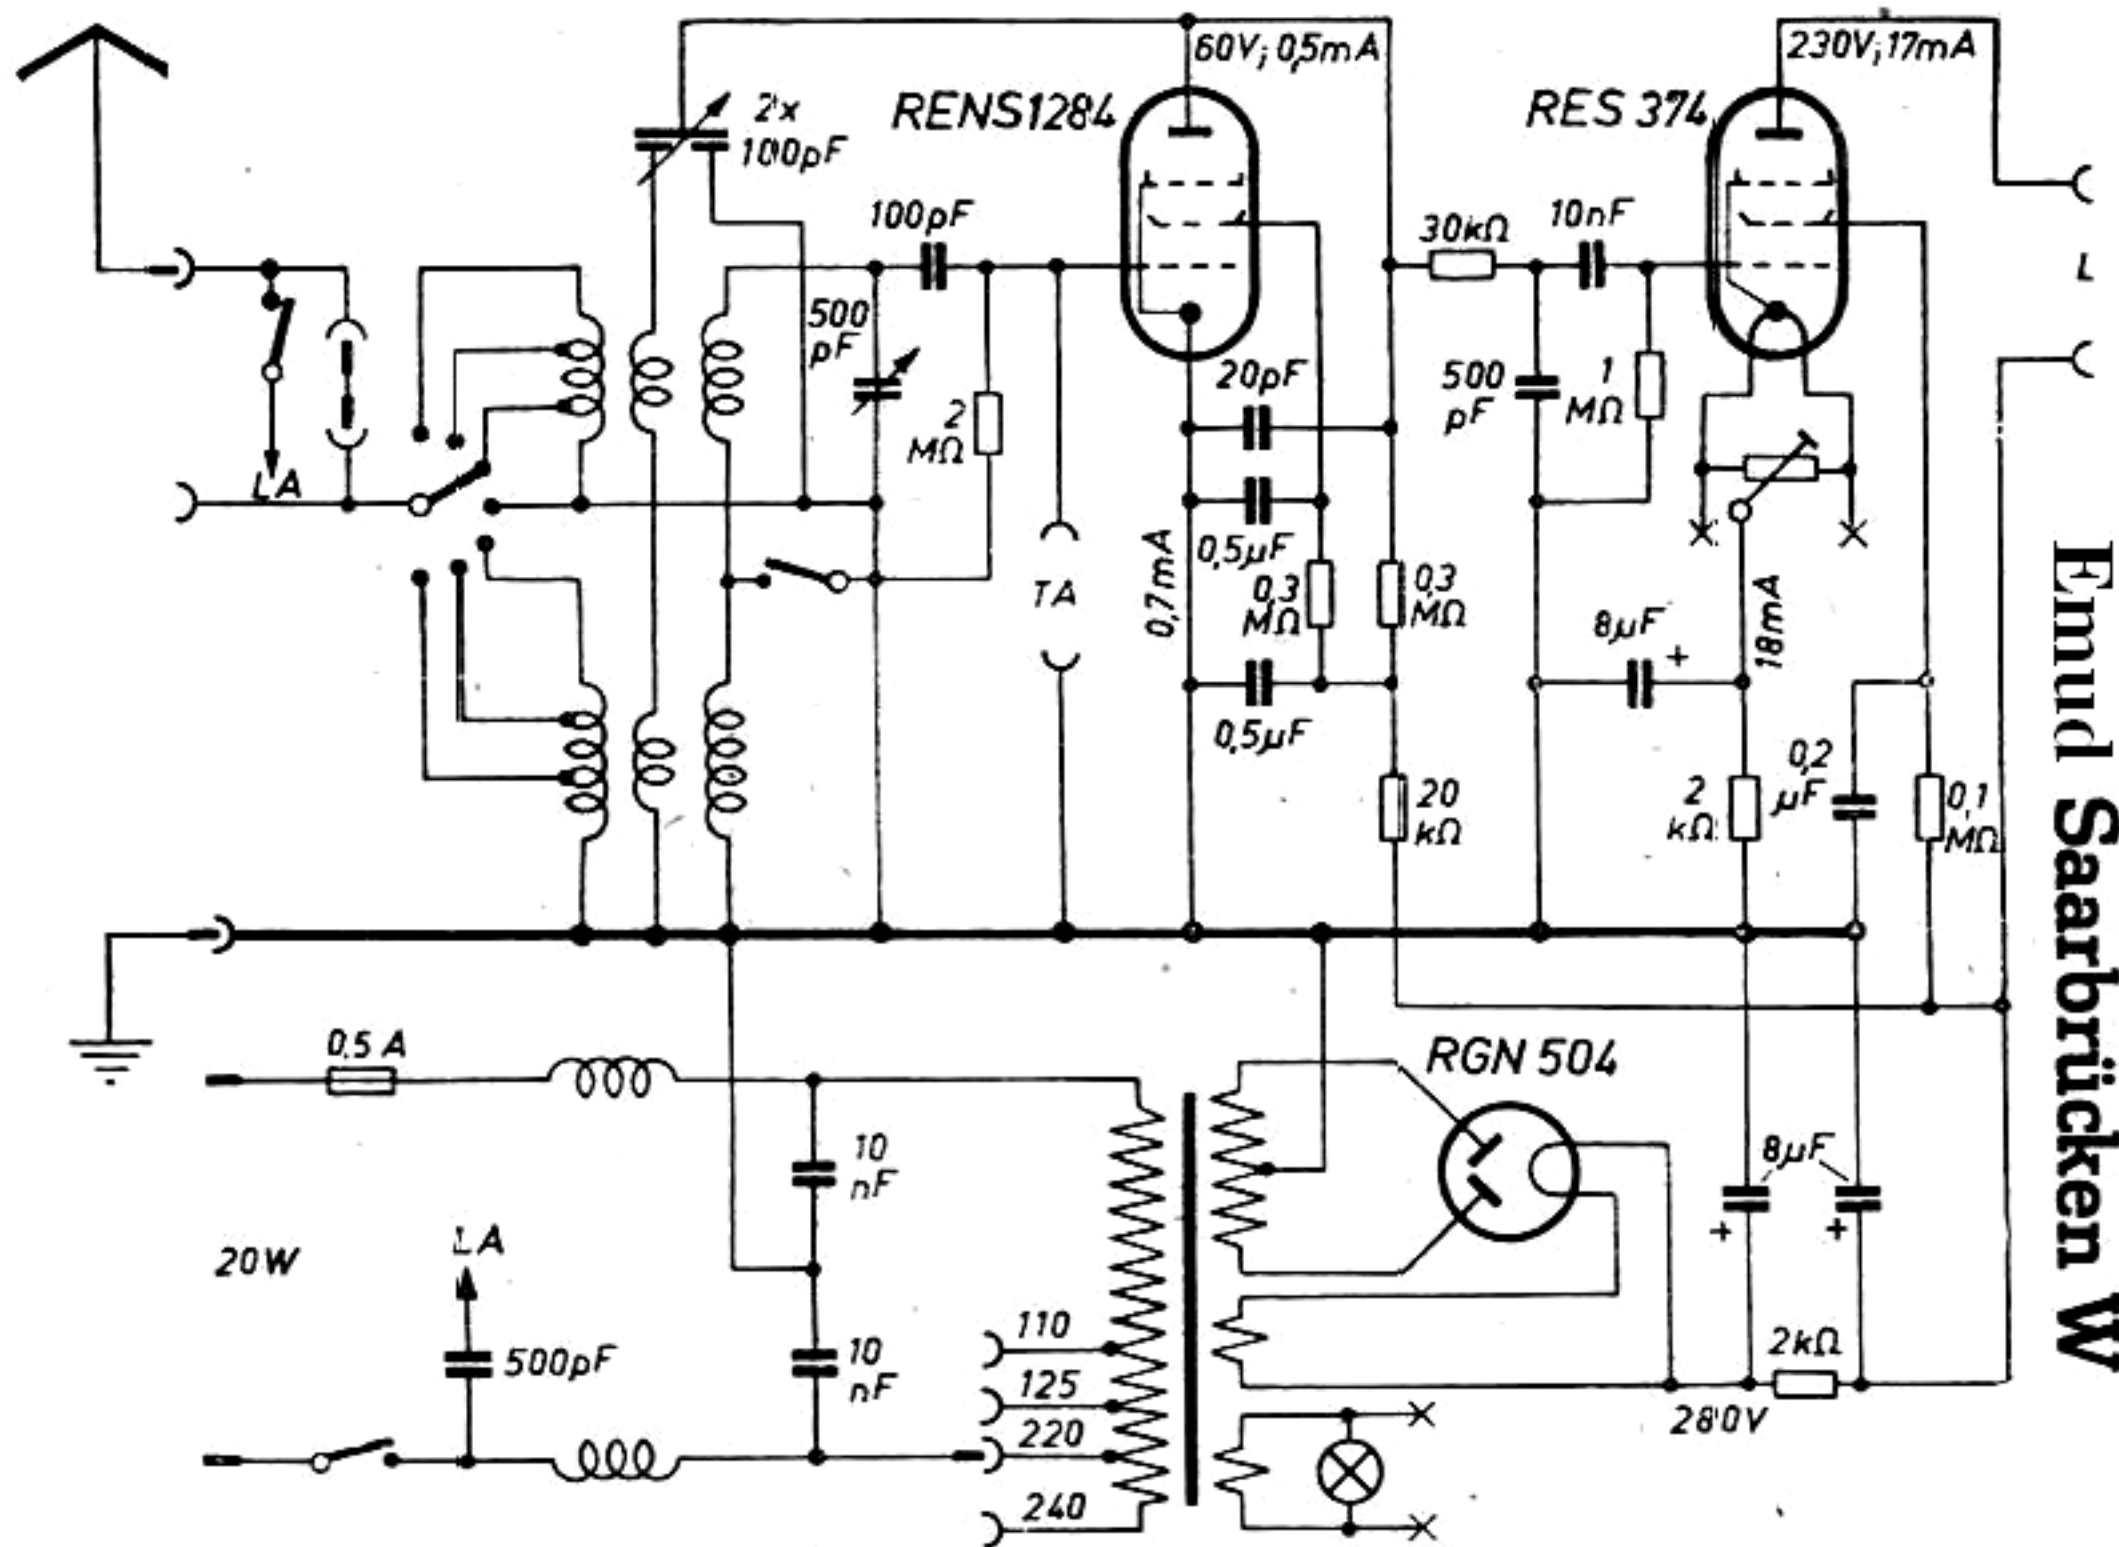 60V; 0,5mA
230V; 17mA
2x
100pF
RENS1284
RES 374
100pF
30kΩ
10nF
L
500
pF
20pF
500
pF
1
MΩ
2
MΩ
LA
0,5µF
TA
0,7mA
0,3
MΩ
0,3
MΩ
8µF
+
18mA
0,5µF
20
kΩ
2
kΩ
0,2
µF
0,1
MΩ
Emud Saarbrücken W
0,5 A
RGN 504
10
nF
8µF
+
+
LA
20W
500pF
10
nF
110
125
220
240
2kΩ
280V